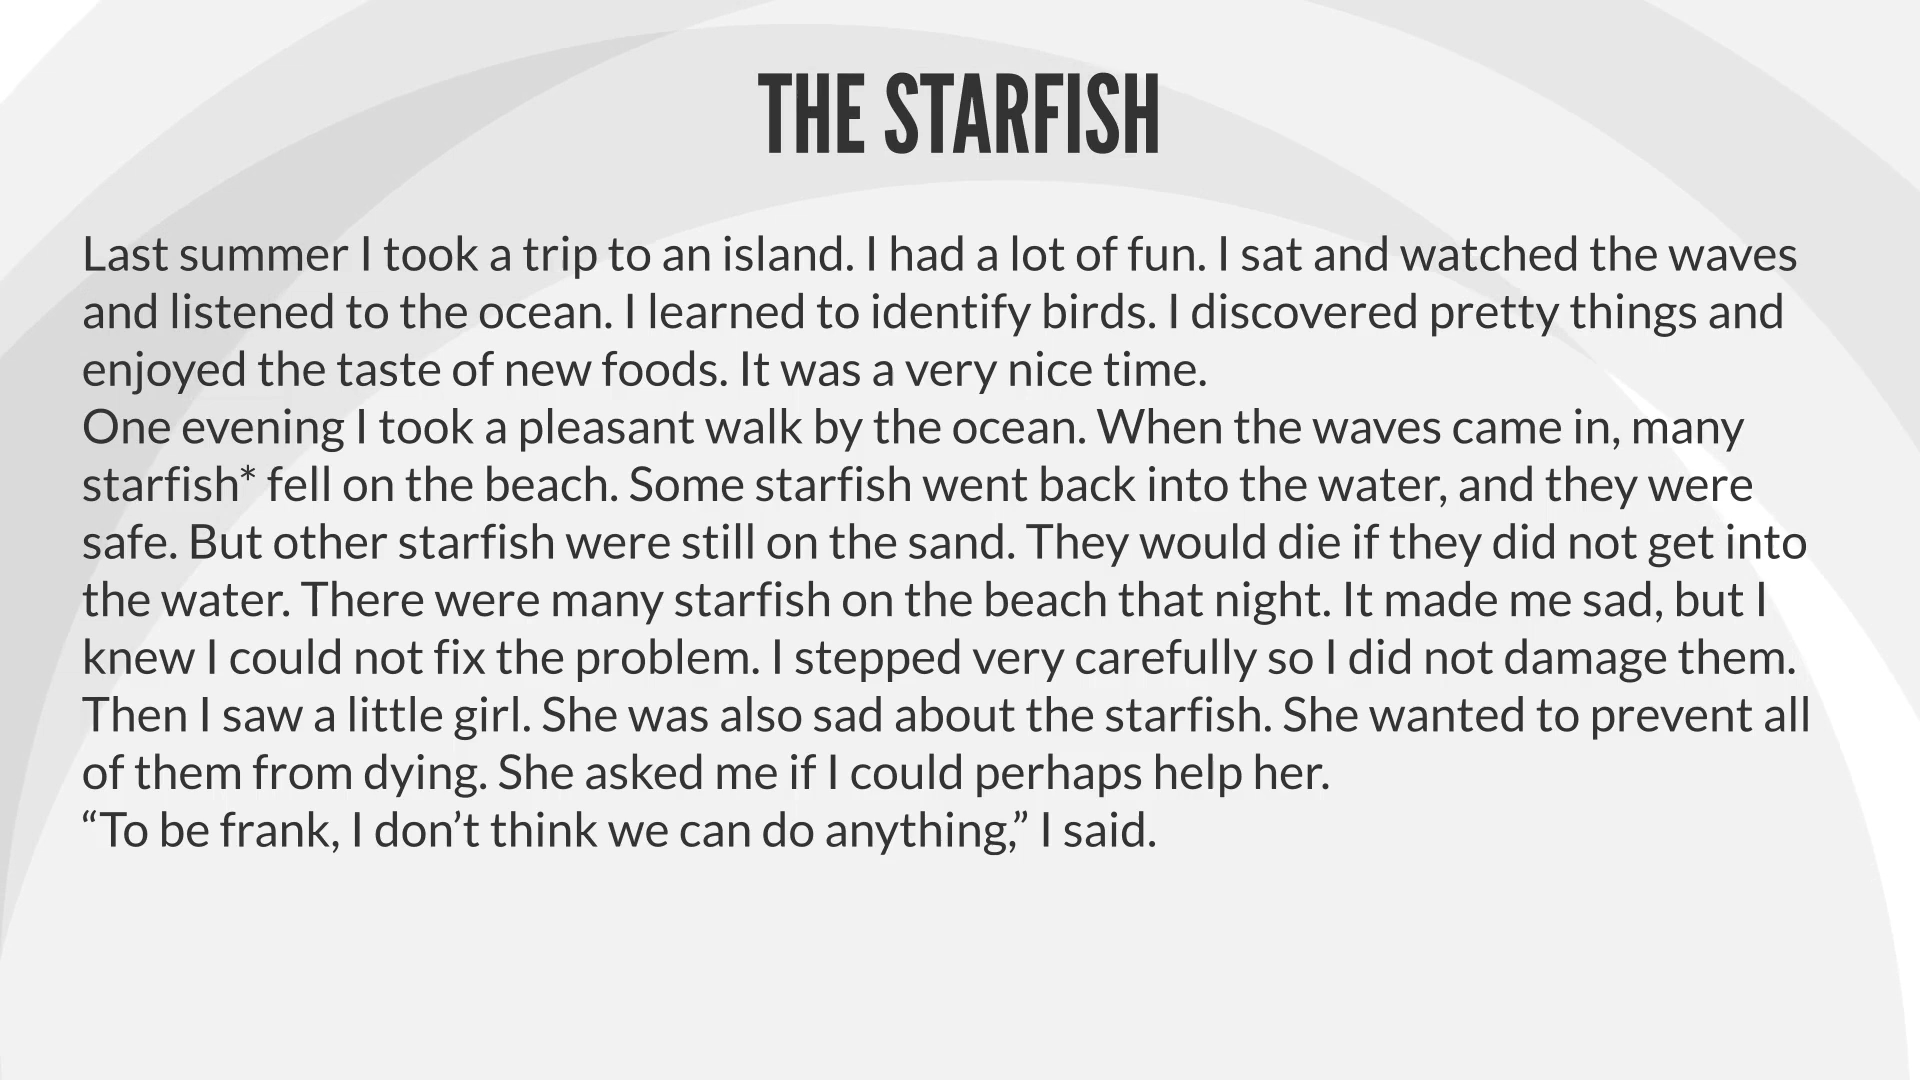 THE STARFISH
Last summer I took a trip to an island. I had a lot of fun. I sat and watched the waves
and listened to the ocean. I learned to identify birds. I discovered pretty things and
enjoyed the taste of new foods. It was a very nice time.
One evening I took a pleasant walk by the ocean. When the waves came in, many
starfish* fell on the beach. Some starfish went back into the water, and they were
safe. But other starfish were still on the sand. They would die if they did not get into
the water. There were many starfish on the beach that night. It made me sad, but I
knew I could not fix the problem. I stepped very carefully so I did not damage them.
Then I saw a little girl. She was also sad about the starfish. She wanted to prevent all
of them from dying. She asked me if I could perhaps help her.
“To be frank, I don’t think we can do anything,” I said.